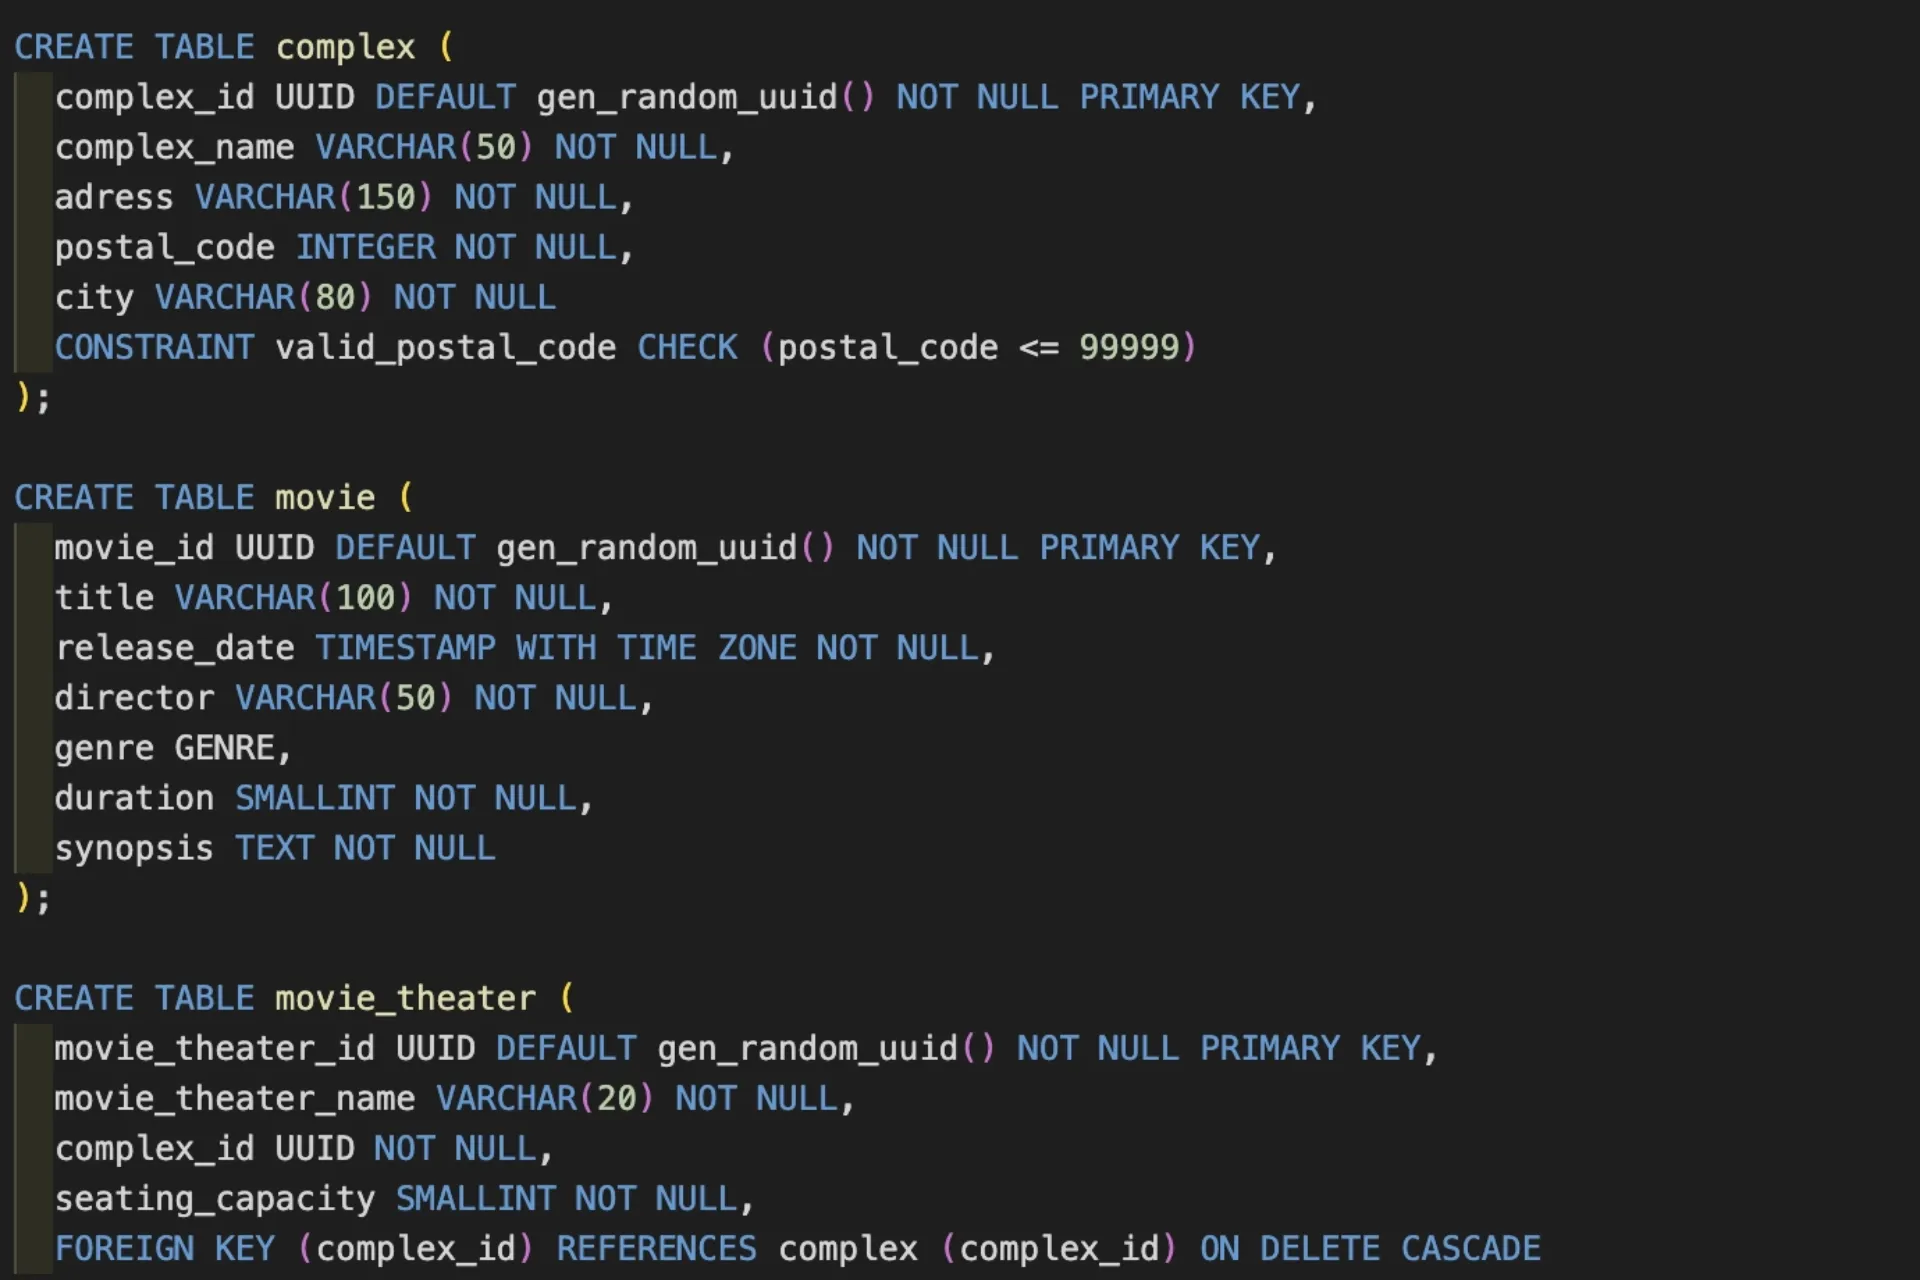 CREATE TABLE complex (
complex_id UUID DEFAULT gen_random_uuid() NOT NULL PRIMARY KEY,
complex_name VARCHAR(50) NOT NULL,
adress VARCHAR(150) NOT NULL,
postal_code INTEGER NOT NULL,
city VARCHAR(80) NOT NULL
CONSTRAINT valid_postal_code CHECK (postal_code <= 99999)
);
CREATE TABLE movie (
movie_id UUID DEFAULT gen_random_uuid() NOT NULL PRIMARY KEY,
title VARCHAR(100) NOT NULL,
release_date TIMESTAMP WITH TIME ZONE NOT NULL,
director VARCHAR(50) NOT NULL,
genre GENRE,
duration SMALLINT NOT NULL,
synopsis TEXT NOT NULL
);
CREATE TABLE movie_theater (
movie_theater_id UUID DEFAULT gen_random_uuid() NOT NULL PRIMARY KEY,
movie_theater_name VARCHAR(20) NOT NULL,
complex_id UUID NOT NULL,
seating_capacity SMALLINT NOT NULL,
FOREIGN KEY (complex_id) REFERENCES complex (complex_id) ON DELETE CASCADE